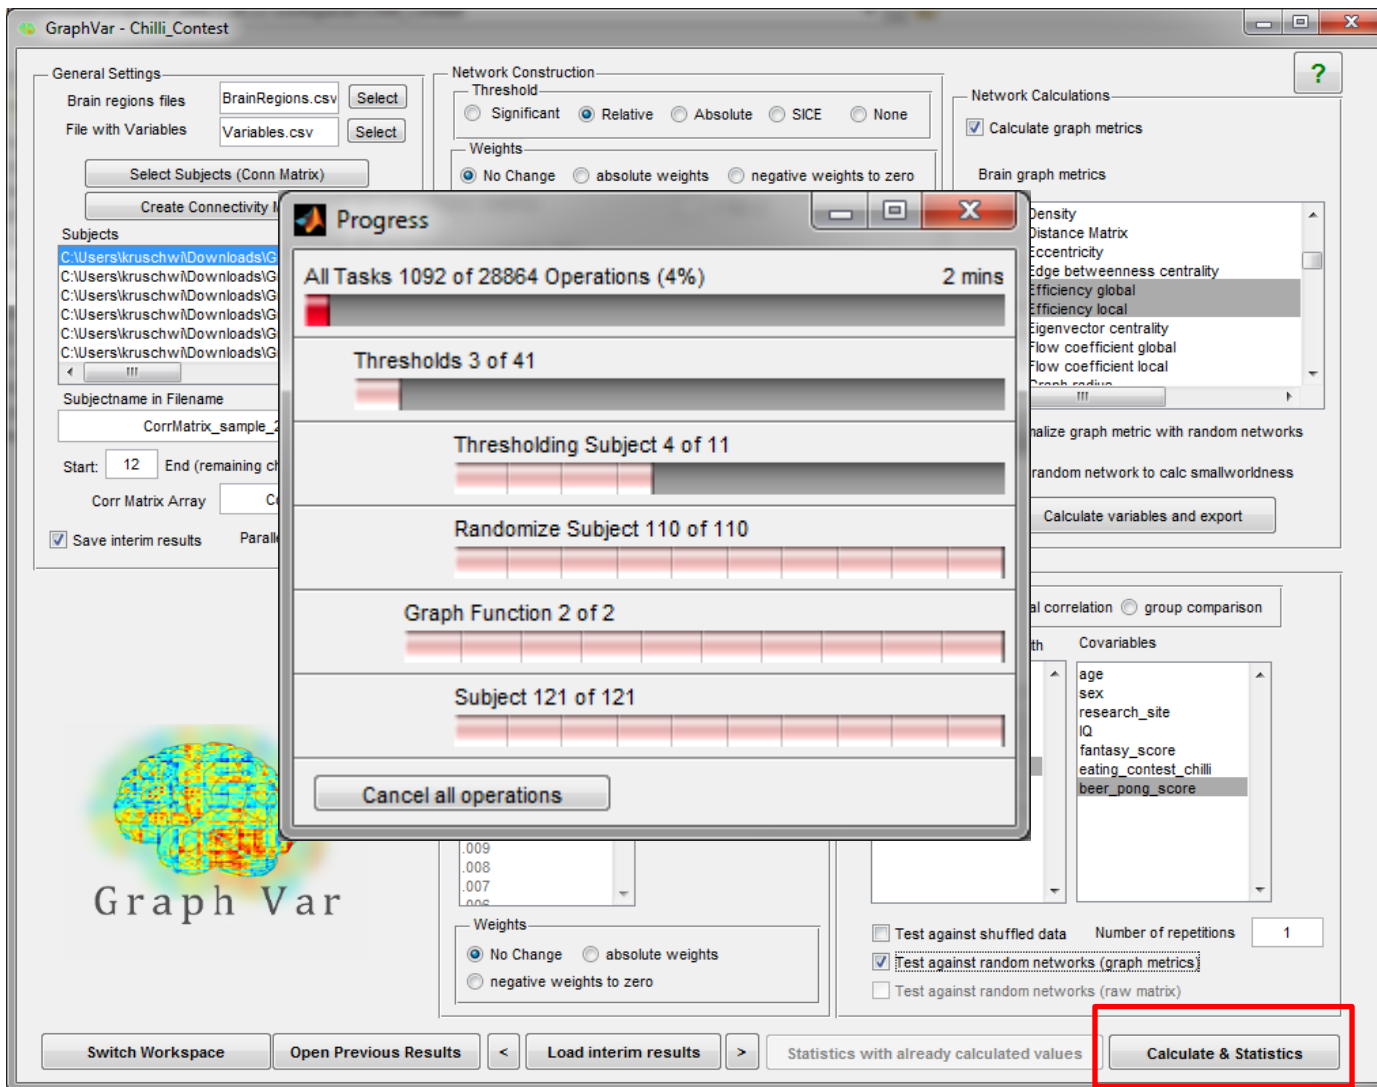 GraphVar - Chilli_Contest
?
General Settings
Brain regions files
BrainRegions.csv
Select
File with Variables
Variables.csv
Select
Select Subjects (Conn Matrix)
Create Connectivity
Subjects
C:\Users\kruschwi\Downloads\G
C:\Users\kruschwi\Downloads\G
C:\Users\kruschwi\Downloads\G
C:\Users\kruschwi\Downloads\G
C:\Users\kruschwi\Downloads\G
C:\Users\kruschwi\Downloads\G
Subjectname in Filename
CorrMatrix_sample_2
Start:
12
End (remaining ch
Corr Matrix Array
Save interim results
Network Construction
Threshold
Significant
Relative
Absolute
SICE
None
Weights
No Change
absolute weights
negative weights to zero
Network Calculations
Calculate graph metrics
Brain graph metrics
Density
Distance Matrix
Eccentricity
Edge betweenness centrality
Efficiency global
Efficiency local
Eigenvector centrality
Flow coefficient global
Flow coefficient local
malize graph metric with random networks
random network to calc smallworldness
Calculate variables and export
Progress
All Tasks 1092 of 28864 Operations (4%)
2 mins
Thresholds 3 of 41
Thresholding Subject 4 of 11
Randomize Subject 110 of 110
Graph Function 2 of 2
Subject 121 of 121
Cancel all operations
al correlation
group comparison
th
Covariables
age
sex
research_site
IQ
fantasy_score
eating_contest_chilli
beer_pong_score
Graph Var
.009
.008
.007
Weights
No Change
absolute weights
negative weights to zero
Test against shuffled data
Number of repetitions
1
Test against random networks (graph metrics)
Test against random networks (raw matrix)
Switch Workspace
Open Previous Results
<
Load interim results
>
Statistics with already calculated values
Calculate & Statistics